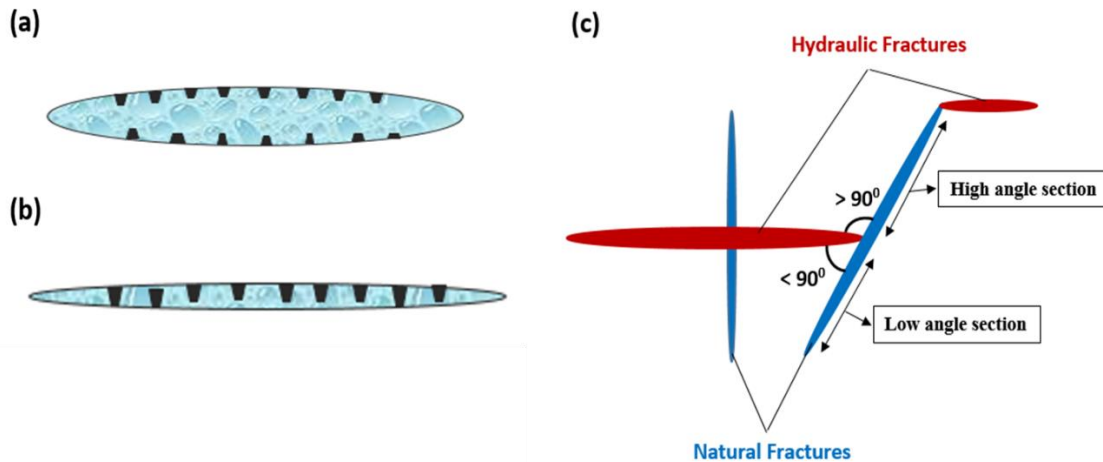 (a)
(b)
(c)
Hydraulic Fractures
> 90⁰
High angle section
< 90⁰
Low angle section
Natural Fractures